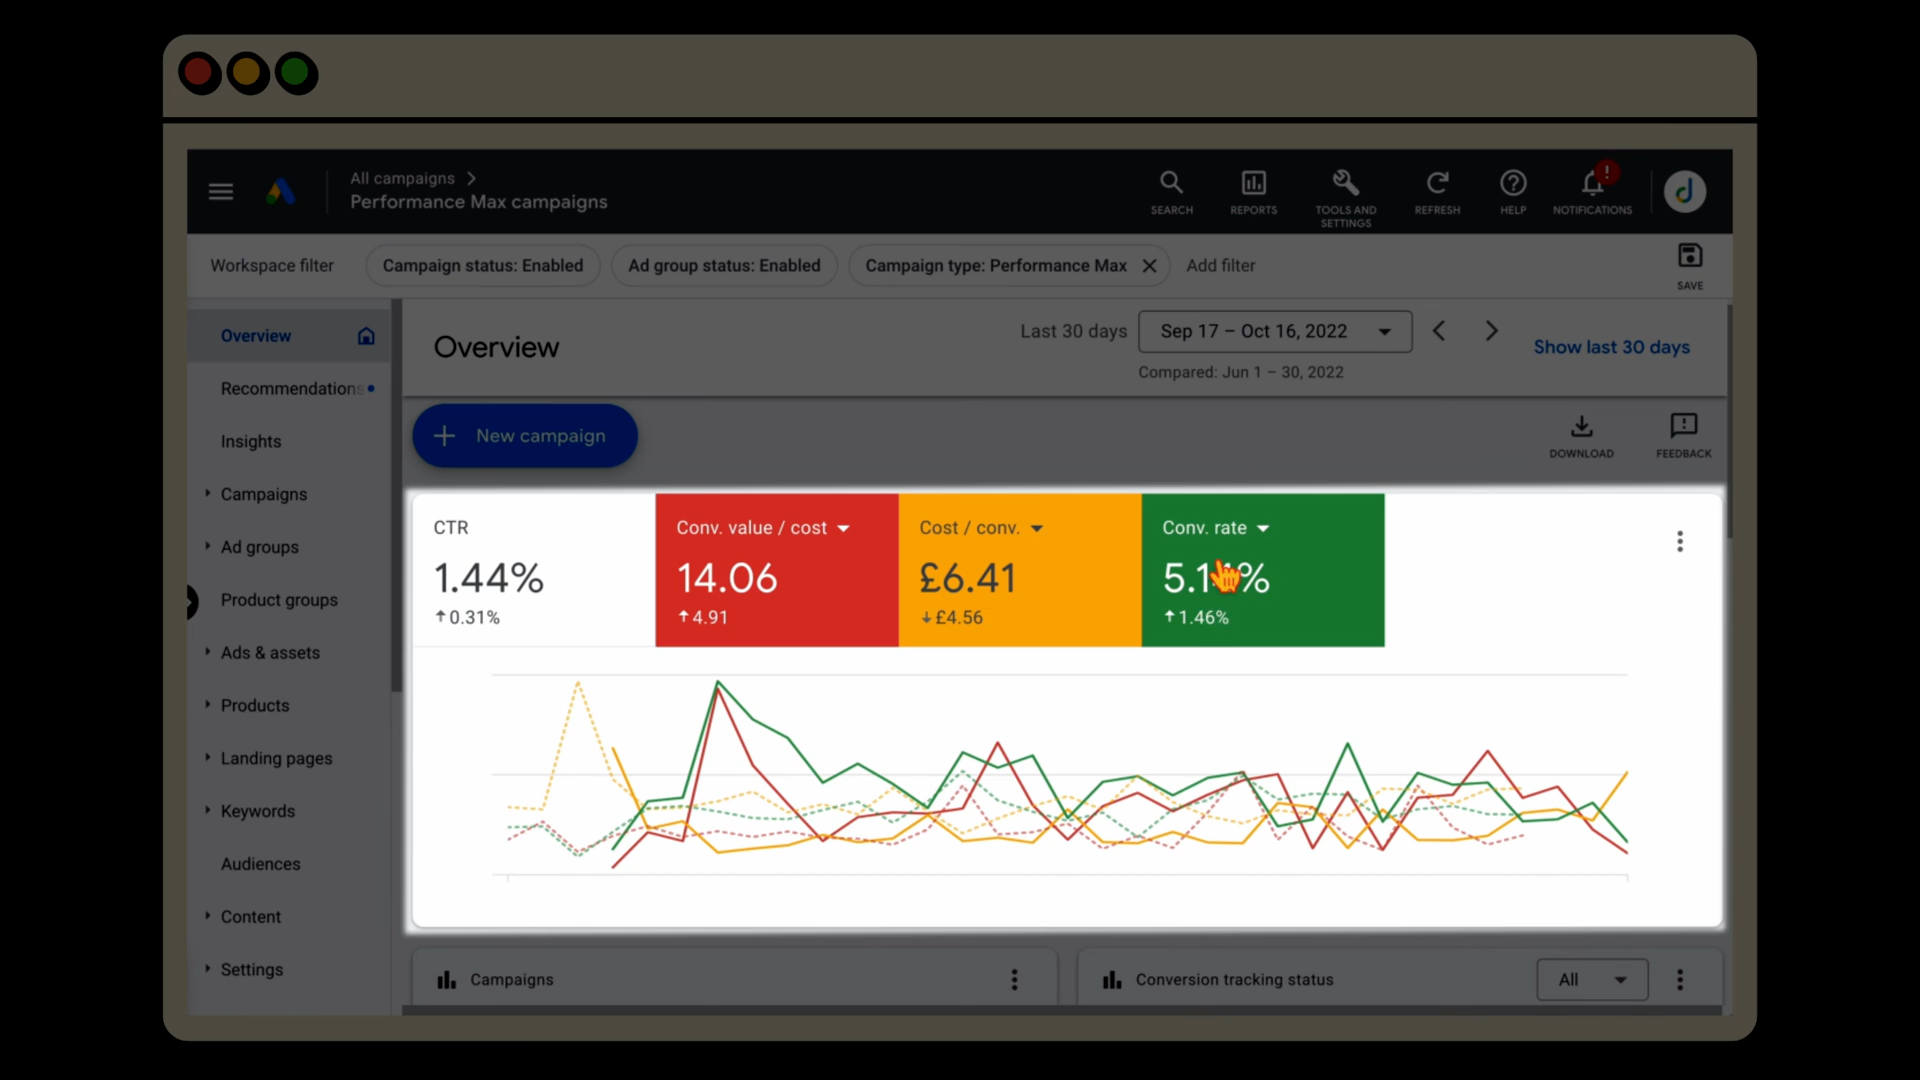 All campaigns
Performance Max campaigns
SEARCH
REPORTS
TOOLS AND
SETTINGS
REFRESH
HELP
!
NOTIFICATIONS
Workspace filter
Campaign status: Enabled
Ad group status: Enabled
Campaign type: Performance Max
Add filter
SAVE
Overview
Recommendations
Insights
Campaigns
Ad groups
Product groups
Ads & assets
Products
Landing pages
Keywords
Audiences
Content
Settings
Overview
Last 30 days
Sep 17 – Oct 16, 2022
Compared: Jun 1 – 30, 2022
Show last 30 days
New campaign
DOWNLOAD
FEEDBACK
CTR
1.44%
0.31%
Conv. value / cost
14.06
4.91
Cost / conv.
£6.41
£4.56
Conv. rate
1.46%
Campaigns
Conversion tracking status
All